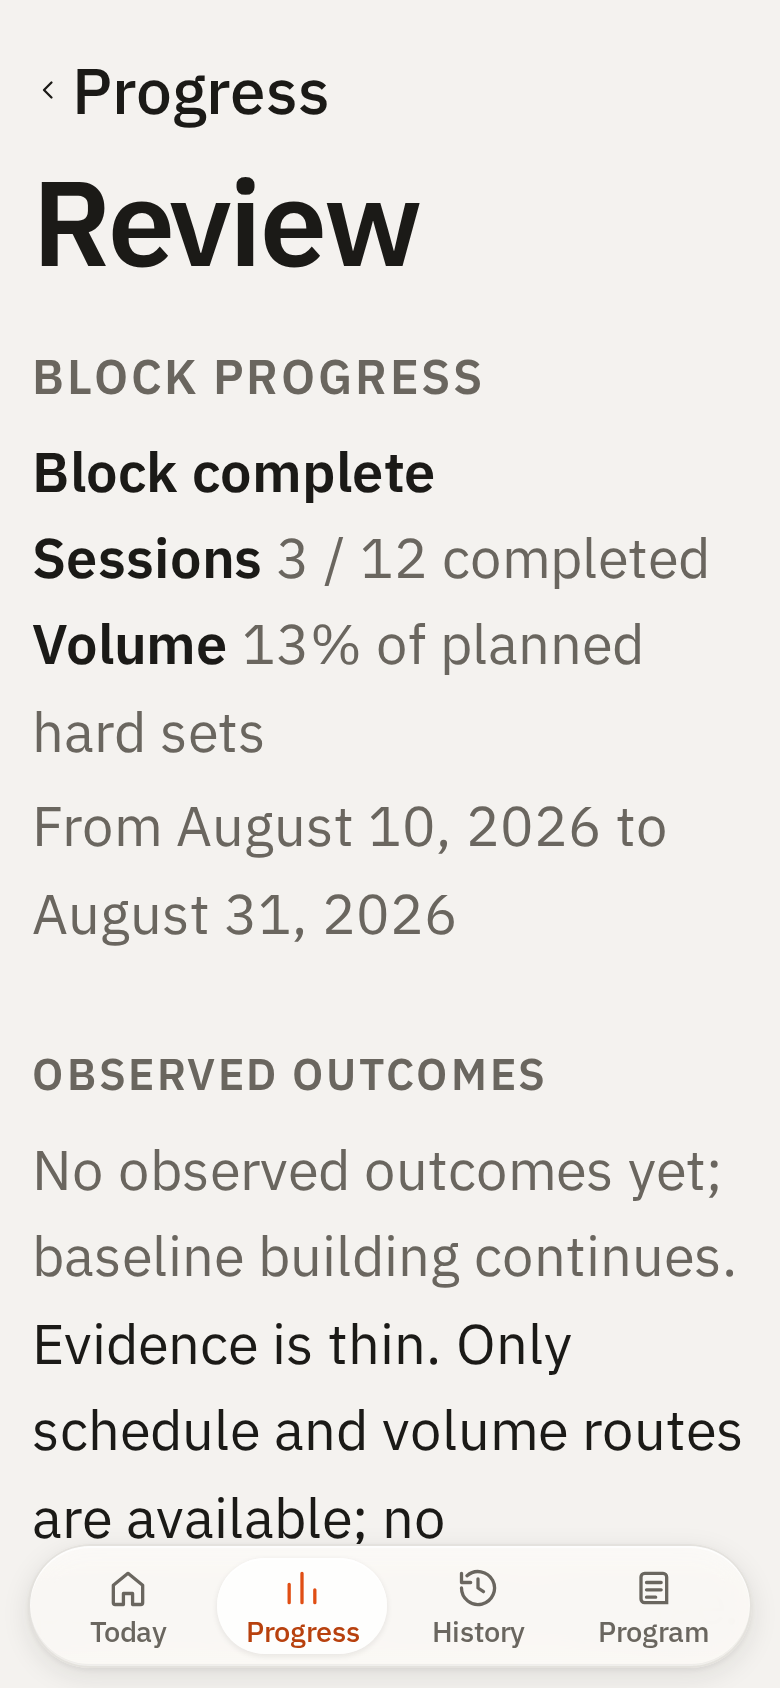 Progress
Review
BLOCK PROGRESS
Block complete
Sessions 3 / 12 completed
Volume 13% of planned
hard sets
From August 10, 2026 to
August 31, 2026
OBSERVED OUTCOMES
No observed outcomes yet;
baseline building continues.
Evidence is thin. Only
schedule and volume routes
are available; no
Today
Progress
History
Program